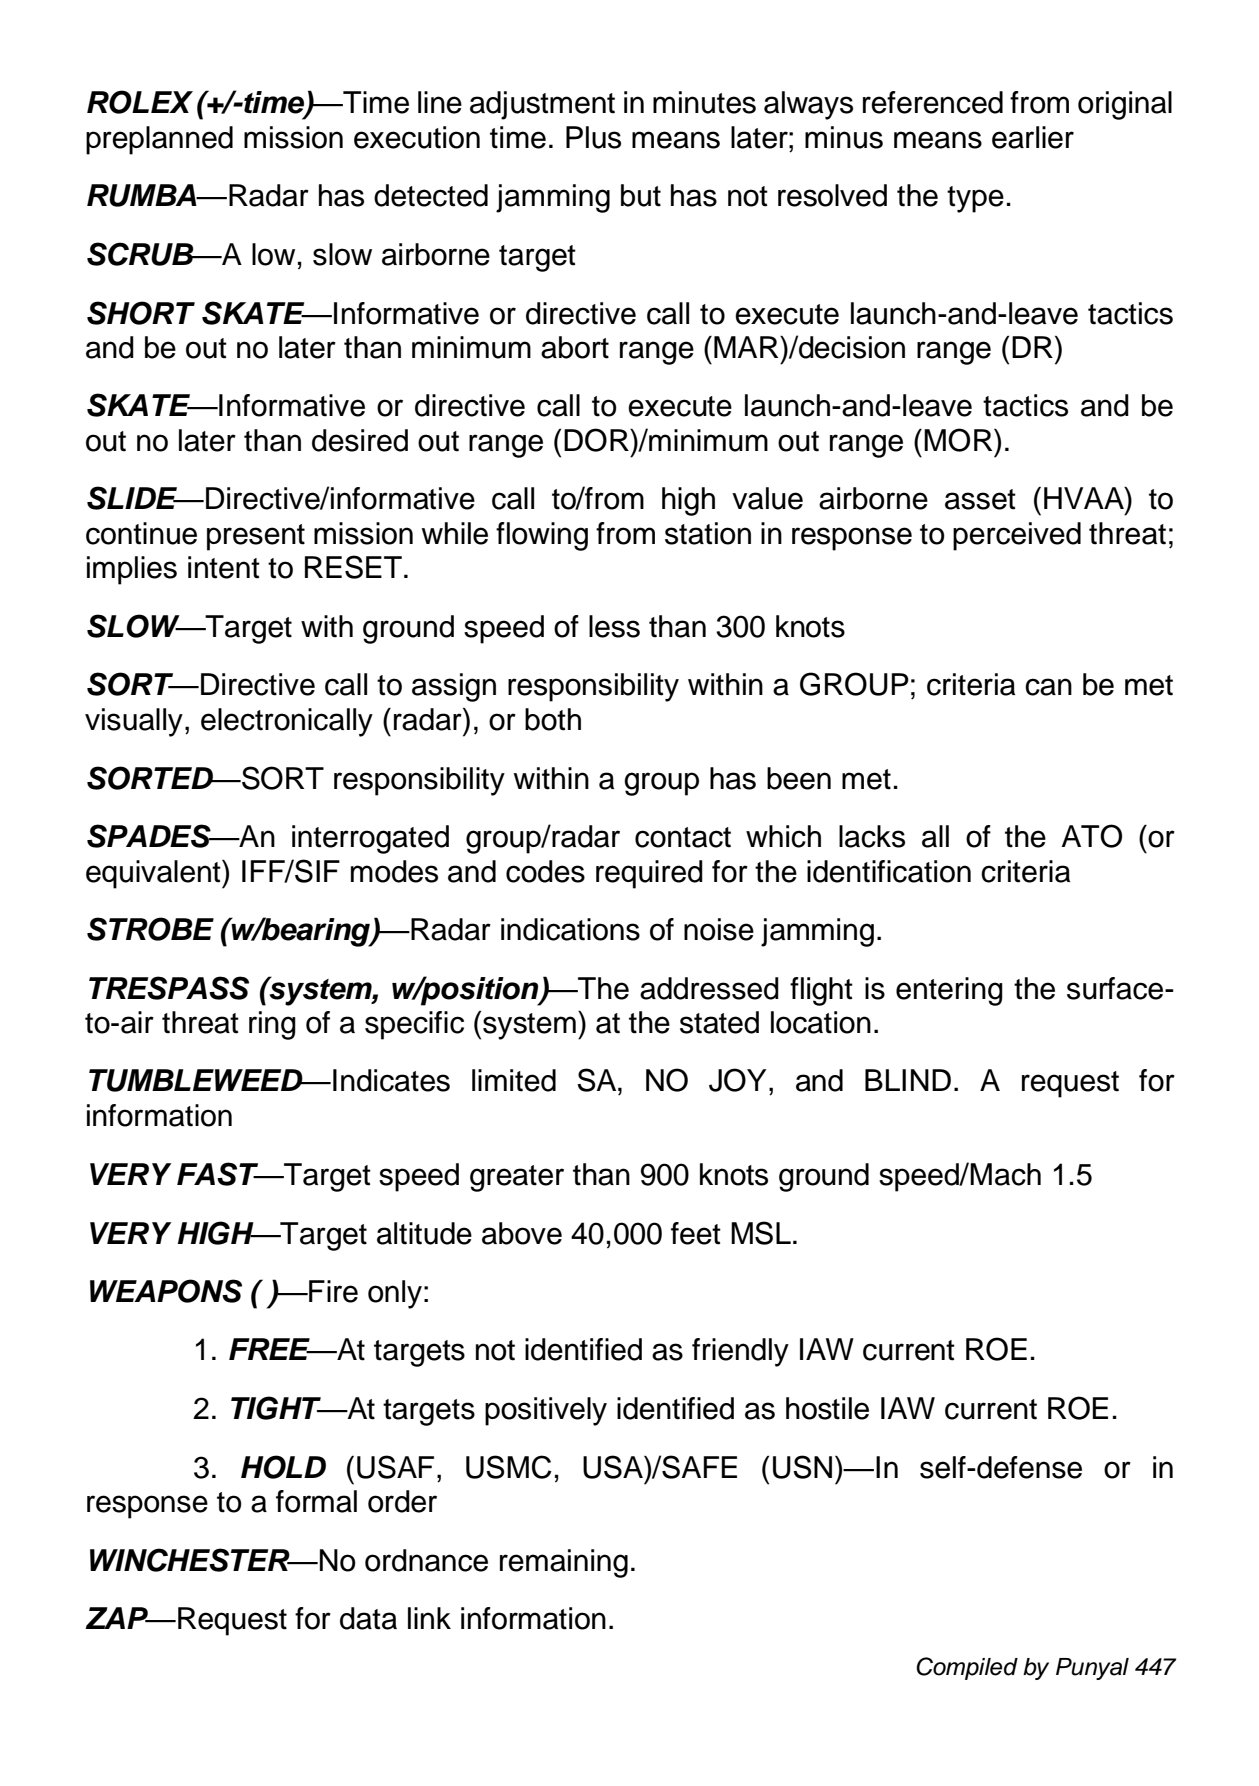 ROLEX (+/-time)—Time line adjustment in minutes always referenced from original
preplanned mission execution time. Plus means later; minus means earlier
RUMBA—Radar has detected jamming but has not resolved the type.
SCRUB—A low, slow airborne target
SHORT SKATE—Informative or directive call to execute launch-and-leave tactics
and be out no later than minimum abort range (MAR)/decision range (DR)
SKATE—Informative or directive call to execute launch-and-leave tactics and be
out no later than desired out range (DOR)/minimum out range (MOR).
SLIDE—Directive/informative call to/from high value airborne asset (HVAA) to
continue present mission while flowing from station in response to perceived threat;
implies intent to RESET.
SLOW—Target with ground speed of less than 300 knots
SORT—Directive call to assign responsibility within a GROUP; criteria can be met
visually, electronically (radar), or both
SORTED—SORT responsibility within a group has been met.
SPADES—An interrogated group/radar contact which lacks all of the ATO (or
equivalent) IFF/SIF modes and codes required for the identification criteria
STROBE (w/bearing)—Radar indications of noise jamming.
TRESPASS (system, w/position)—The addressed flight is entering the surface-
to-air threat ring of a specific (system) at the stated location.
TUMBLEWEED—Indicates limited SA, NO JOY, and BLIND. A request for
information
VERY FAST—Target speed greater than 900 knots ground speed/Mach 1.5
VERY HIGH—Target altitude above 40,000 feet MSL.
WEAPONS ( )—Fire only:
1. FREE—At targets not identified as friendly IAW current ROE.
2. TIGHT—At targets positively identified as hostile IAW current ROE.
3. HOLD (USAF, USMC, USA)/SAFE (USN)—In self-defense or in
response to a formal order
WINCHESTER—No ordnance remaining.
ZAP—Request for data link information.
Compiled by Punyal 447